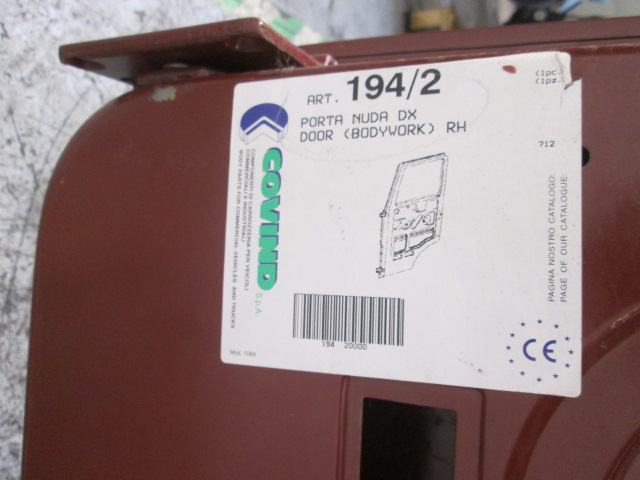 ART. 194/2
PORTA NUDA DX
DOOR (BODYWORK) RH
(1pc.
(1pz.
712
PAGINA NOSTRO CATALOGO:
PAGE OF OUR CATALOGUE:
COVIND S.p.A.
COMPONENTI DI CARROZZERIA PER VEICOLI
COMMERCIALI INDUSTRIALI
BODY PARTS FOR COMMERCIAL VEHICLES AND TRUCKS
194 20000
Mod. 1064
CE